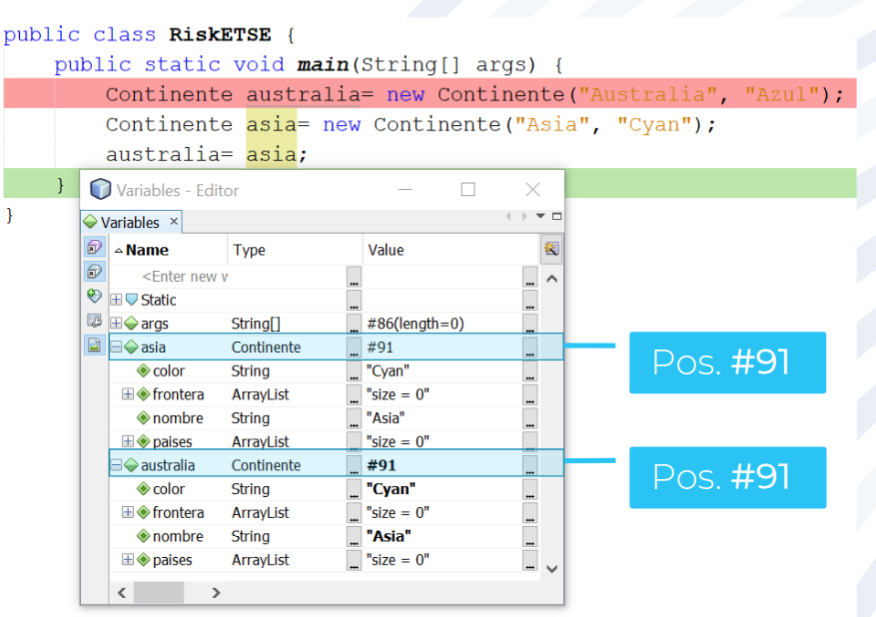 public class RiskETSE {
public static void main(String[] args) {
Continente australia= new Continente("Australia", "Azul");
Continente asia= new Continente("Asia", "Cyan");
australia= asia;
}
}
Variables - Editor
Variables ×
Name Type Value
<Enter new v ...
Static ...
args String[] #86(length=0) ...
asia Continente #91 ...
color String "Cyan" ...
frontera ArrayList "size = 0" ...
nombre String "Asia" ...
paises ArrayList "size = 0" ...
australia Continente #91 ...
color String "Cyan" ...
frontera ArrayList "size = 0" ...
nombre String "Asia" ...
paises ArrayList "size = 0" ...
Pos. #91
Pos. #91